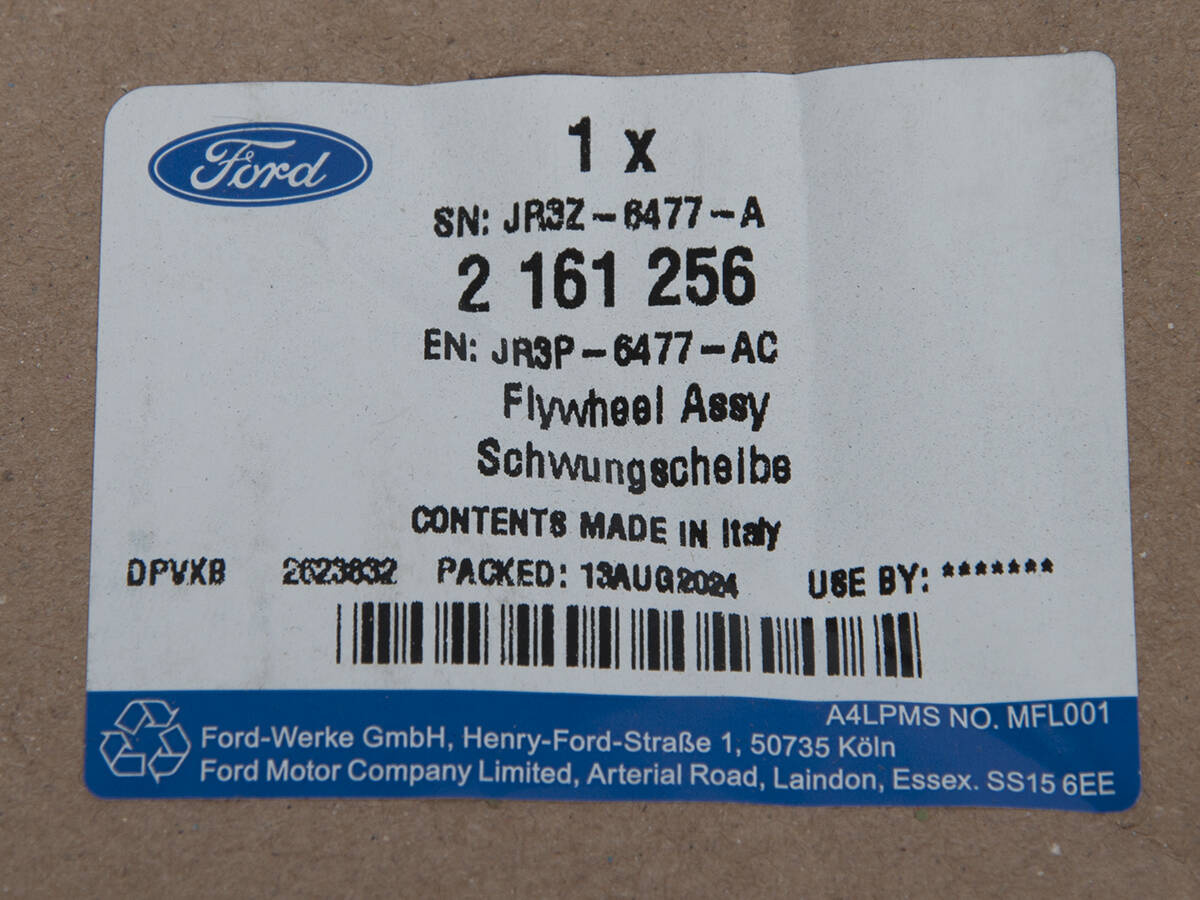 Ford
1 x
SN: JR3Z-6477-A
2 161 256
EN: JR3P-6477-AC
Flywheel Assy
Schwungscheibe
CONTENTS MADE IN Italy
DPVXB 2623832 PACKED: 13AUG2024 USE BY: *******
A4LPMS NO. MFL001
Ford-Werke GmbH, Henry-Ford-Straße 1, 50735 Köln
Ford Motor Company Limited, Arterial Road, Laindon, Essex. SS15 6EE